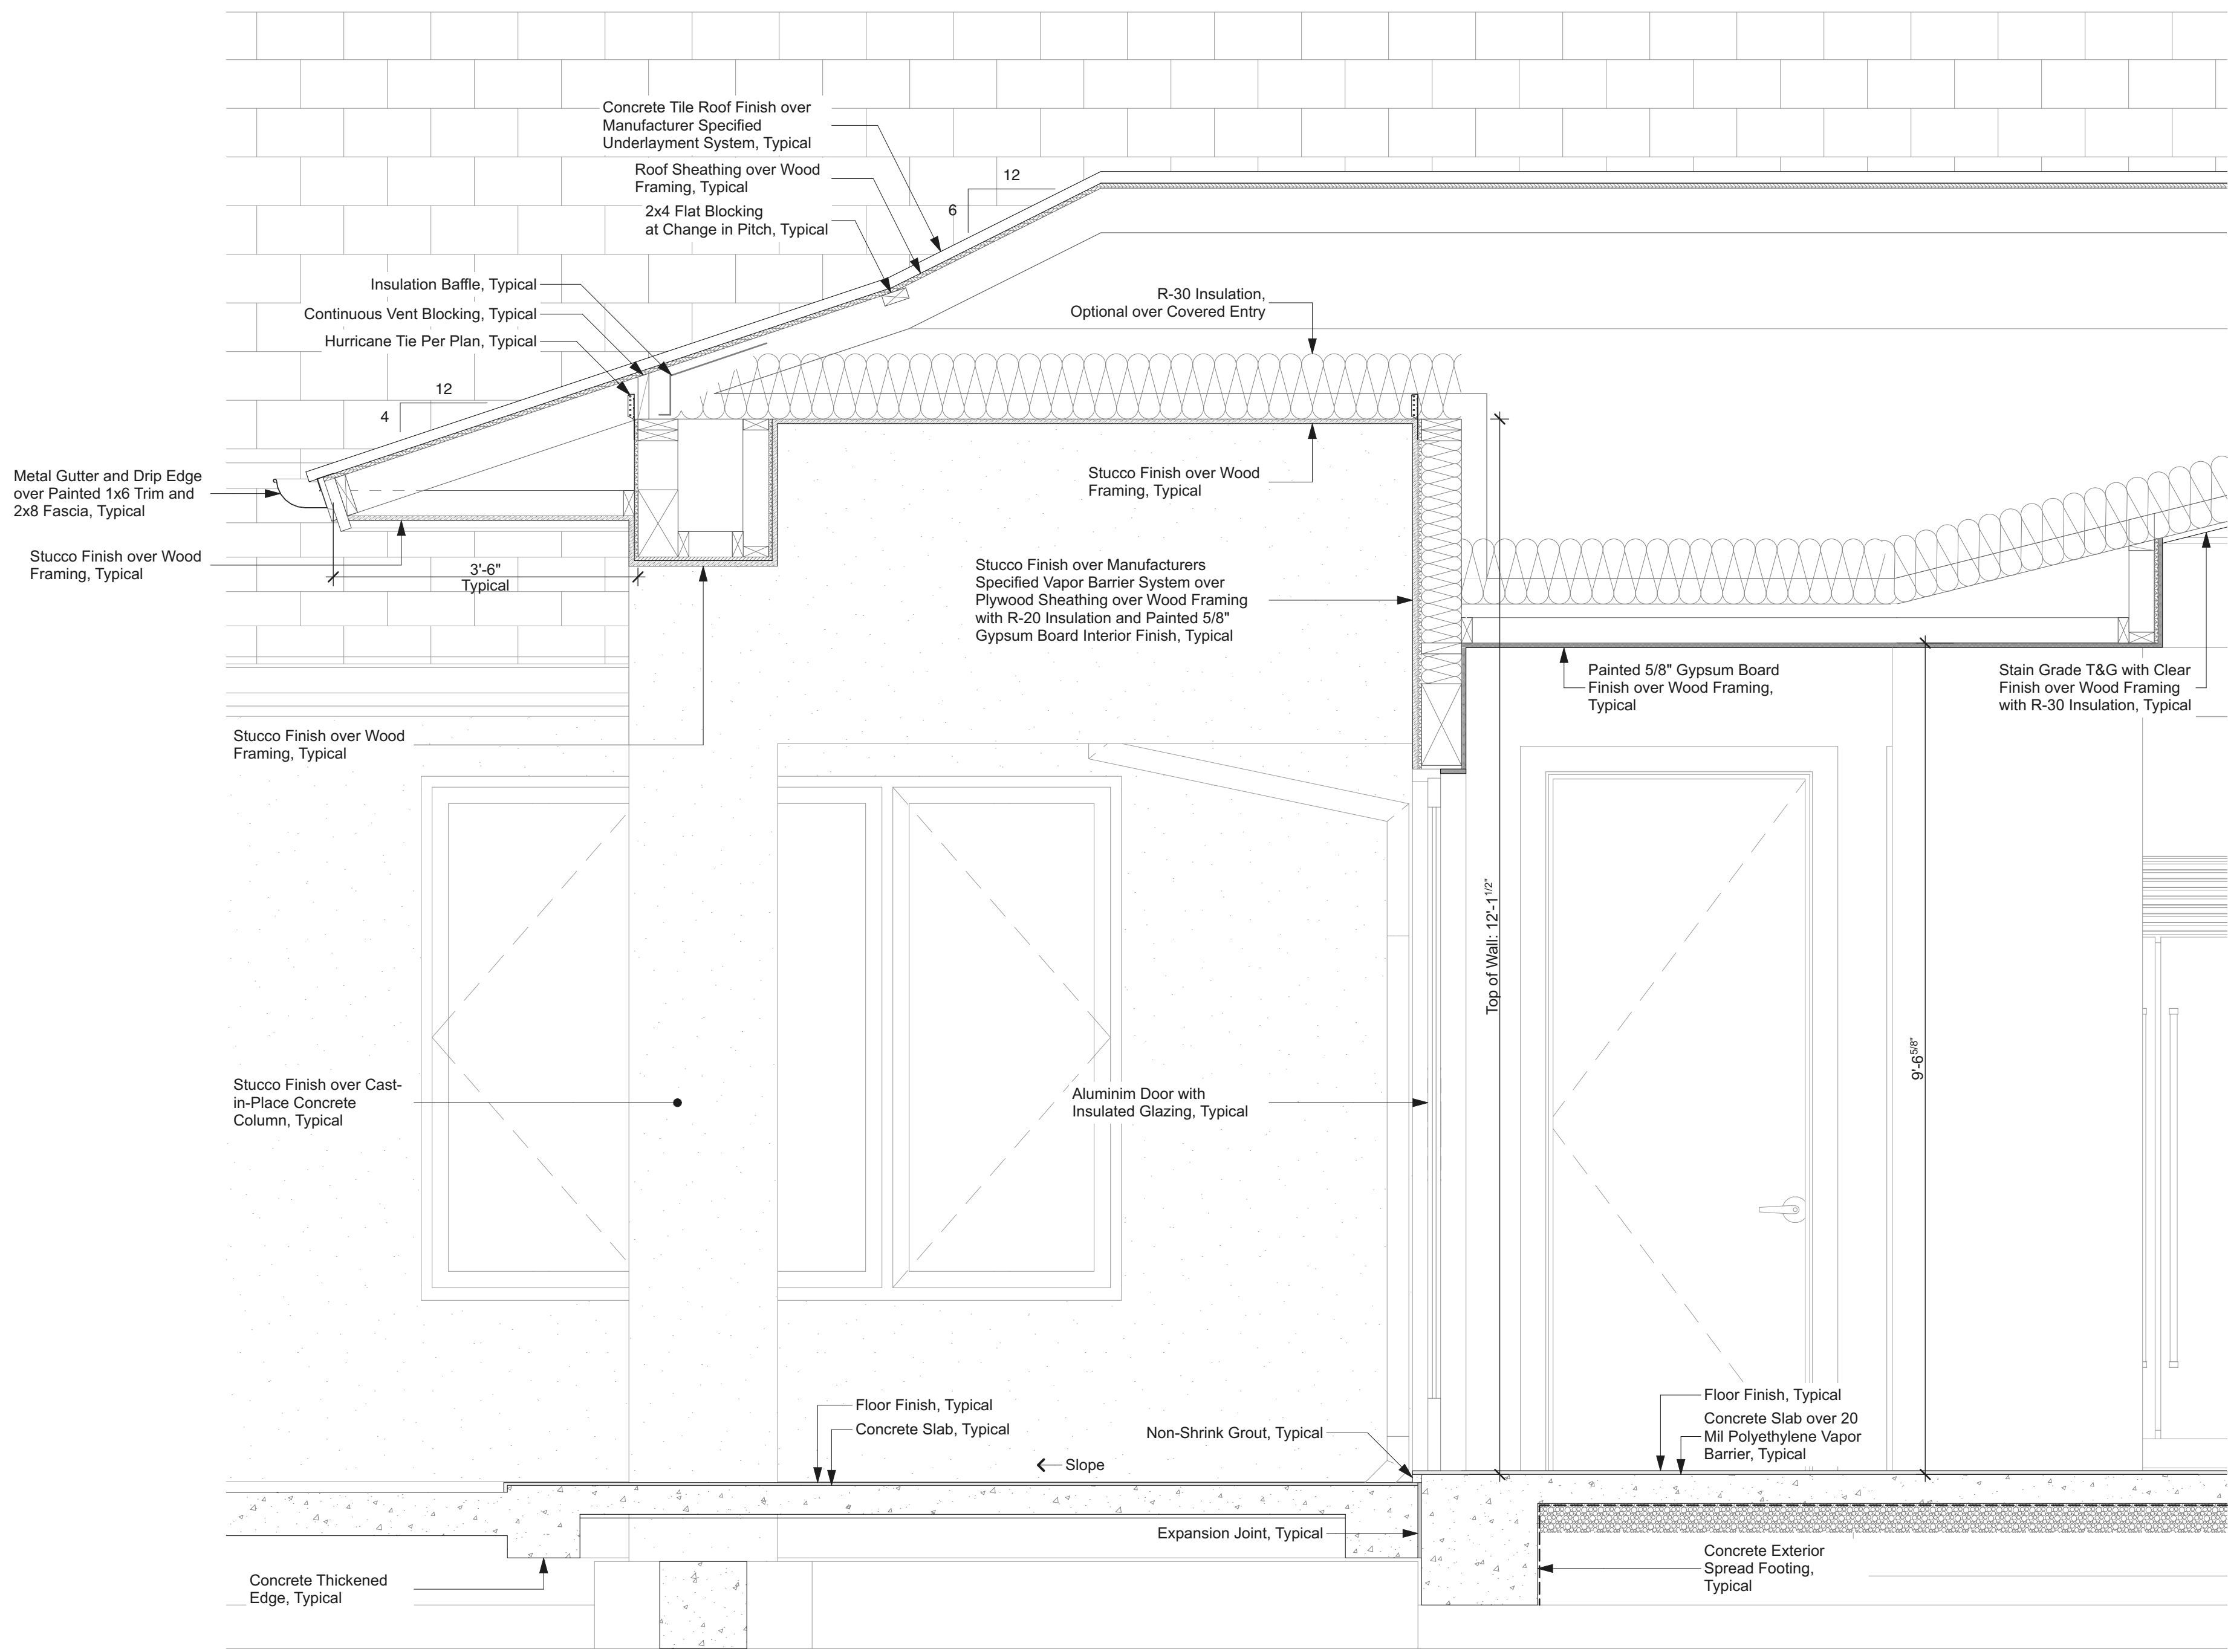 Concrete Tile Roof Finish over
Manufacturer Specified
Underlayment System, Typical
Roof Sheathing over Wood
Framing, Typical
12
6
2x4 Flat Blocking
at Change in Pitch, Typical
Insulation Baffle, Typical
Continuous Vent Blocking, Typical
Hurricane Tie Per Plan, Typical
R-30 Insulation,
Optional over Covered Entry
12
4
Metal Gutter and Drip Edge
over Painted 1x6 Trim and
2x8 Fascia, Typical
Stucco Finish over Wood
Framing, Typical
Stucco Finish over Wood
Framing, Typical
3'-6"
Typical
Stucco Finish over Manufacturers
Specified Vapor Barrier System over
Plywood Sheathing over Wood Framing
with R-20 Insulation and Painted 5/8"
Gypsum Board Interior Finish, Typical
Painted 5/8" Gypsum Board
Finish over Wood Framing,
Typical
Stain Grade T&G with Clear
Finish over Wood Framing
with R-30 Insulation, Typical
Stucco Finish over Wood
Framing, Typical
Top of Wall: 12'-1 1/2"
9'-6 5/8"
Stucco Finish over Cast-
in-Place Concrete
Column, Typical
Aluminim Door with
Insulated Glazing, Typical
Floor Finish, Typical
Concrete Slab, Typical
Non-Shrink Grout, Typical
Slope
Floor Finish, Typical
Concrete Slab over 20
Mil Polyethylene Vapor
Barrier, Typical
Expansion Joint, Typical
Concrete Exterior
Spread Footing,
Typical
Concrete Thickened
Edge, Typical